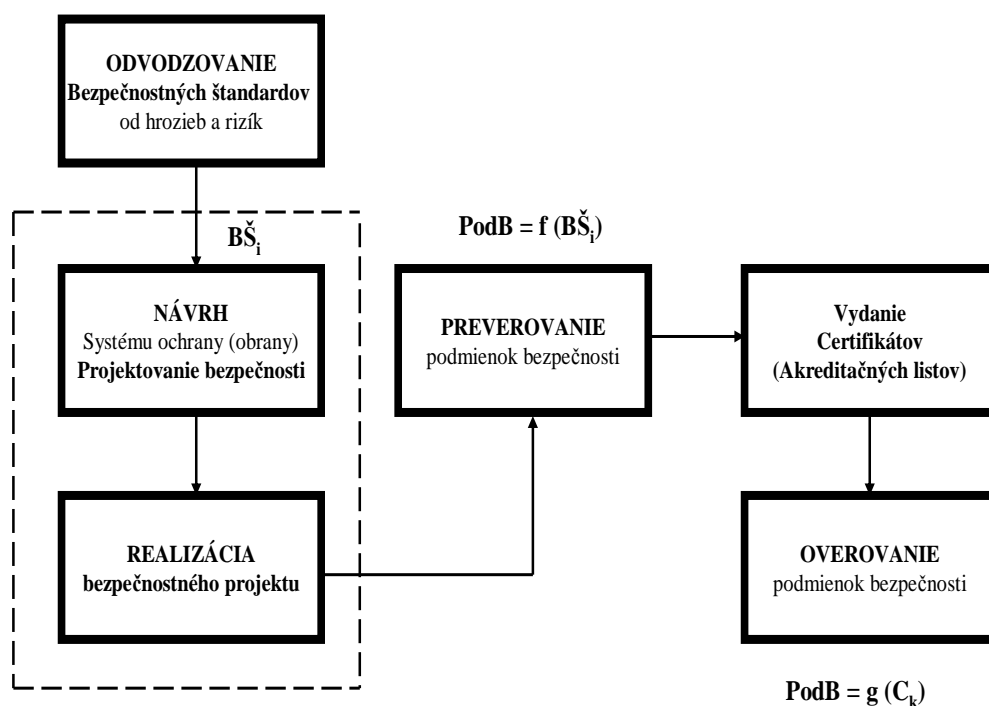 ODVODZOVANIE
Bezpečnostných štandardov
od hrozieb a rizík
BŠi
NÁVRH
Systému ochrany (obrany)
Projektovanie bezpečnosti
REALIZÁCIA
bezpečnostného projektu
PodB = f (BŠi)
PREVEROVANIE
podmienok bezpečnosti
Vydanie
Certifikátov
(Akreditačných listov)
OVEROVANIE
podmienok bezpečnosti
PodB = g (Ck)